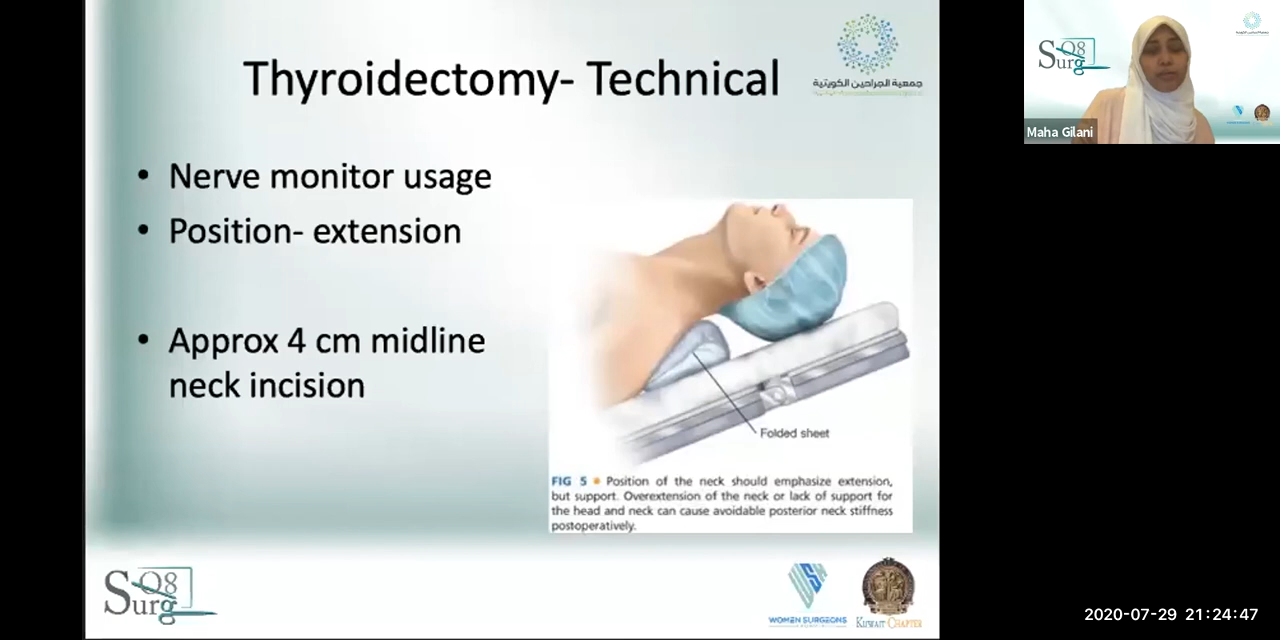 Thyroidectomy- Technical
جمعية الجراحين الكويتية
• Nerve monitor usage
• Position- extension
• Approx 4 cm midline
neck incision
Folded sheet
FIG 5 • Position of the neck should emphasize extension,
but support. Overextension of the neck or lack of support for
the head and neck can cause avoidable posterior neck stiffness
postoperatively.
Q8
Surg
WOMEN SURGEONS
KUWAIT CHAPTER
Q8
Surg
Maha Gilani
2020-07-29 21:24:47